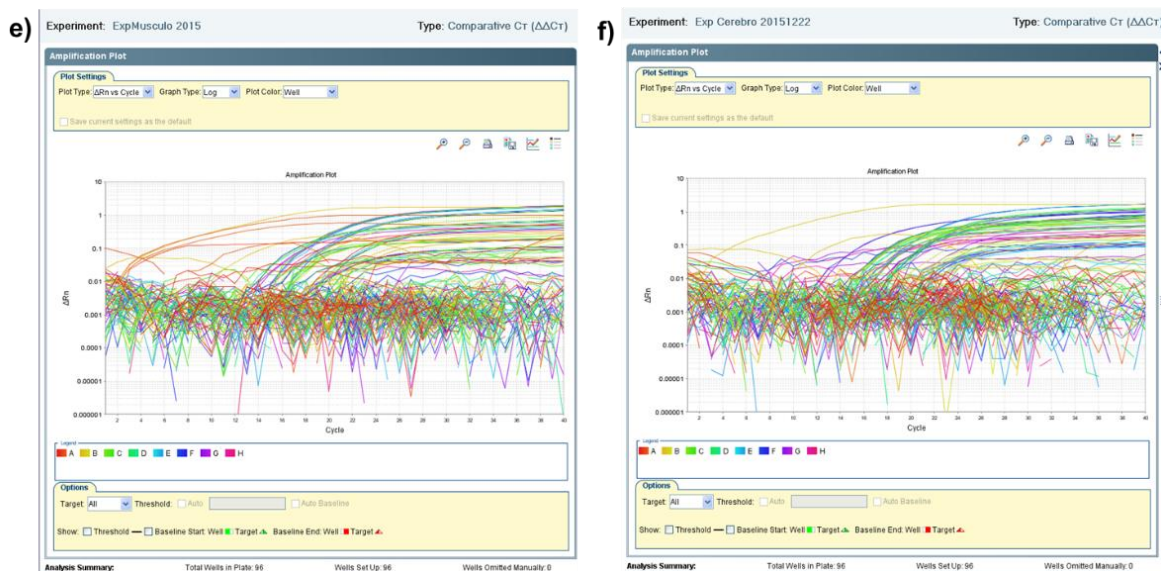 e)
Experiment: ExpMusculo 2015 Type: Comparative CT (ΔΔCT)
Amplification Plot
Plot Settings
Plot Type: ΔRn vs Cycle Graph Type: Log Plot Color: Well
Save current settings as the default
Amplification Plot
10
1
0.1
0.01
0.001
0.0001
0.00001
0.000001
ΔRn
2 4 6 8 10 12 14 16 18 20 22 24 26 28 30 32 34 36 38 40
Cycle
Legend
A B C D E F G H
Options
Target: All Threshold: Auto Auto Baseline
Show: Threshold Baseline Start: Well Target Baseline End: Well Target
Analysis Summary: Total Wells in Plate: 96 Wells Set Up: 96 Wells Omitted Manually: 0
f)
Experiment: Exp Cerebro 20151222 Type: Comparative CT (ΔΔCT)
Amplification Plot
Plot Settings
Plot Type: ΔRn vs Cycle Graph Type: Log Plot Color: Well
Save current settings as the default
Amplification Plot
10
1
0.1
0.01
0.001
0.0001
0.00001
0.000001
ΔRn
2 4 6 8 10 12 14 16 18 20 22 24 26 28 30 32 34 36 38 40
Cycle
Legend
A B C D E F G H
Options
Target: All Threshold: Auto Auto Baseline
Show: Threshold Baseline Start: Well Target Baseline End: Well Target
Analysis Summary: Total Wells in Plate: 96 Wells Set Up: 96 Wells Omitted Manually: 0